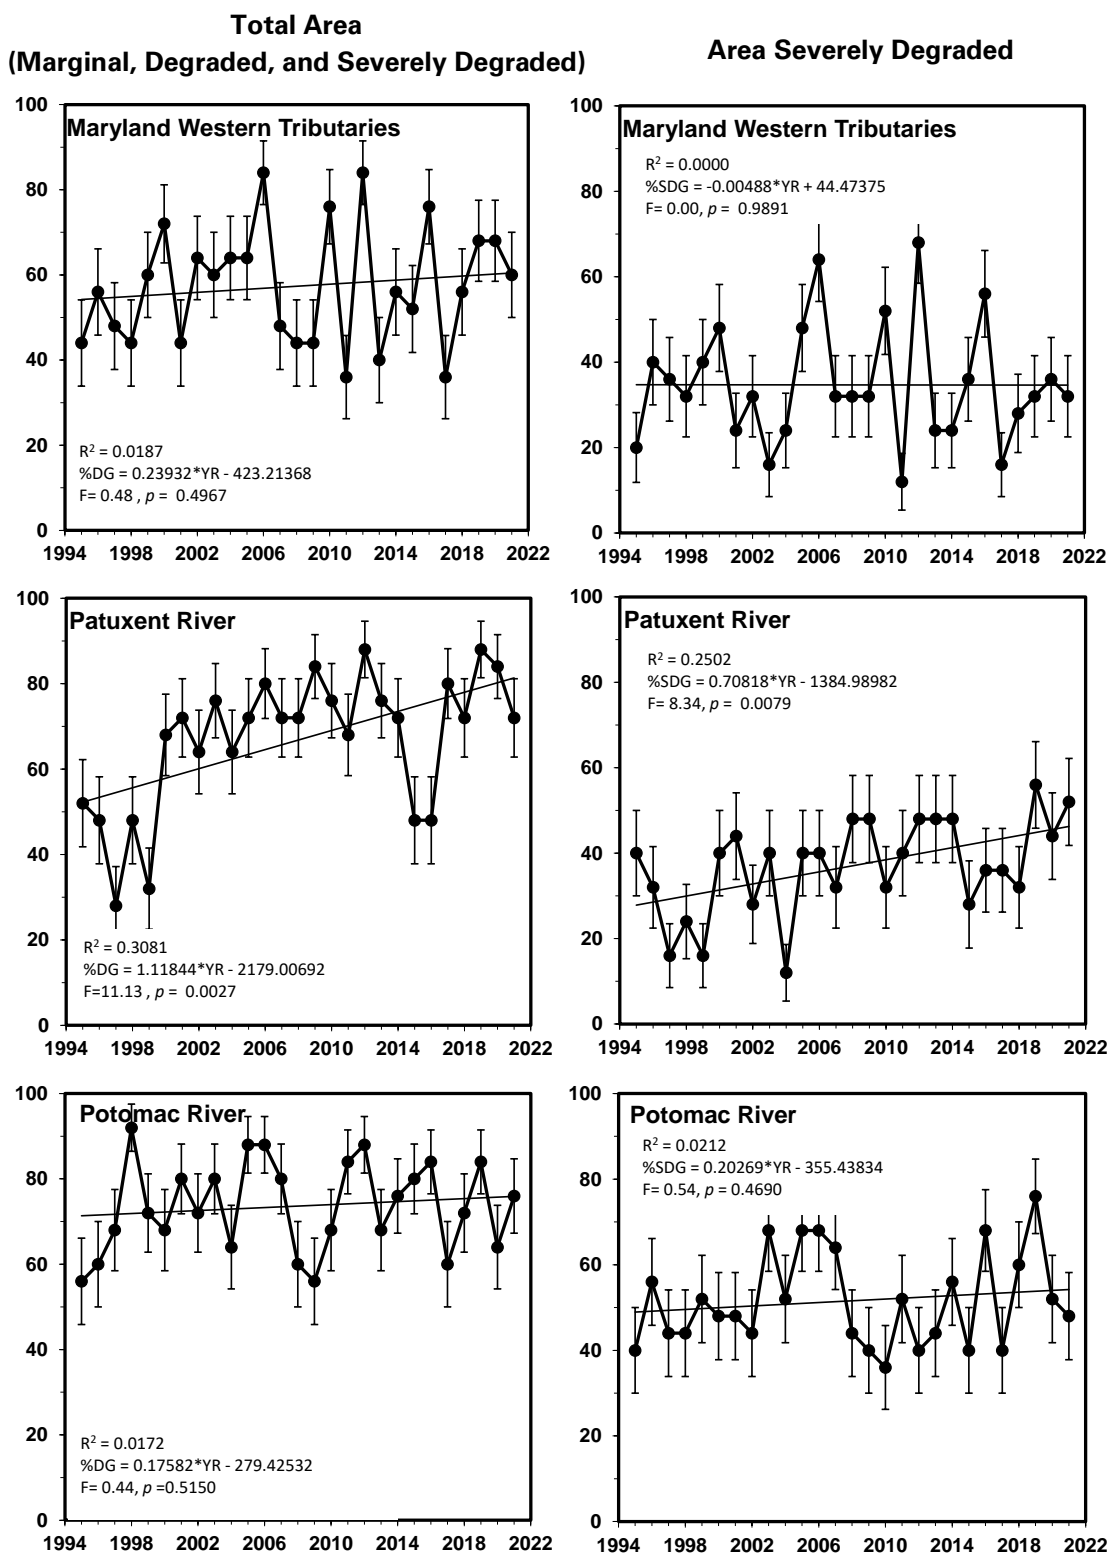 Total Area
(Marginal, Degraded, and Severely Degraded)
Area Severely Degraded
100
80
60
40
20
0
Maryland Western Tributaries
R² = 0.0187
%DG = 0.23932*YR - 423.21368
F= 0.48 , p = 0.4967
1994 1998 2002 2006 2010 2014 2018 2022
100
80
60
40
20
0
Maryland Western Tributaries
R² = 0.0000
%SDG = -0.00488*YR + 44.47375
F= 0.00, p = 0.9891
1994 1998 2002 2006 2010 2014 2018 2022
100
80
60
40
20
0
Patuxent River
R² = 0.3081
%DG = 1.11844*YR - 2179.00692
F=11.13 , p = 0.0027
1994 1998 2002 2006 2010 2014 2018 2022
100
80
60
40
20
0
Patuxent River
R² = 0.2502
%SDG = 0.70818*YR - 1384.98982
F= 8.34, p = 0.0079
1994 1998 2002 2006 2010 2014 2018 2022
100
80
60
40
20
0
Potomac River
R² = 0.0172
%DG = 0.17582*YR - 279.42532
F= 0.44, p =0.5150
1994 1998 2002 2006 2010 2014 2018 2022
100
80
60
40
20
0
Potomac River
R² = 0.0212
%SDG = 0.20269*YR - 355.43834
F= 0.54, p = 0.4690
1994 1998 2002 2006 2010 2014 2018 2022